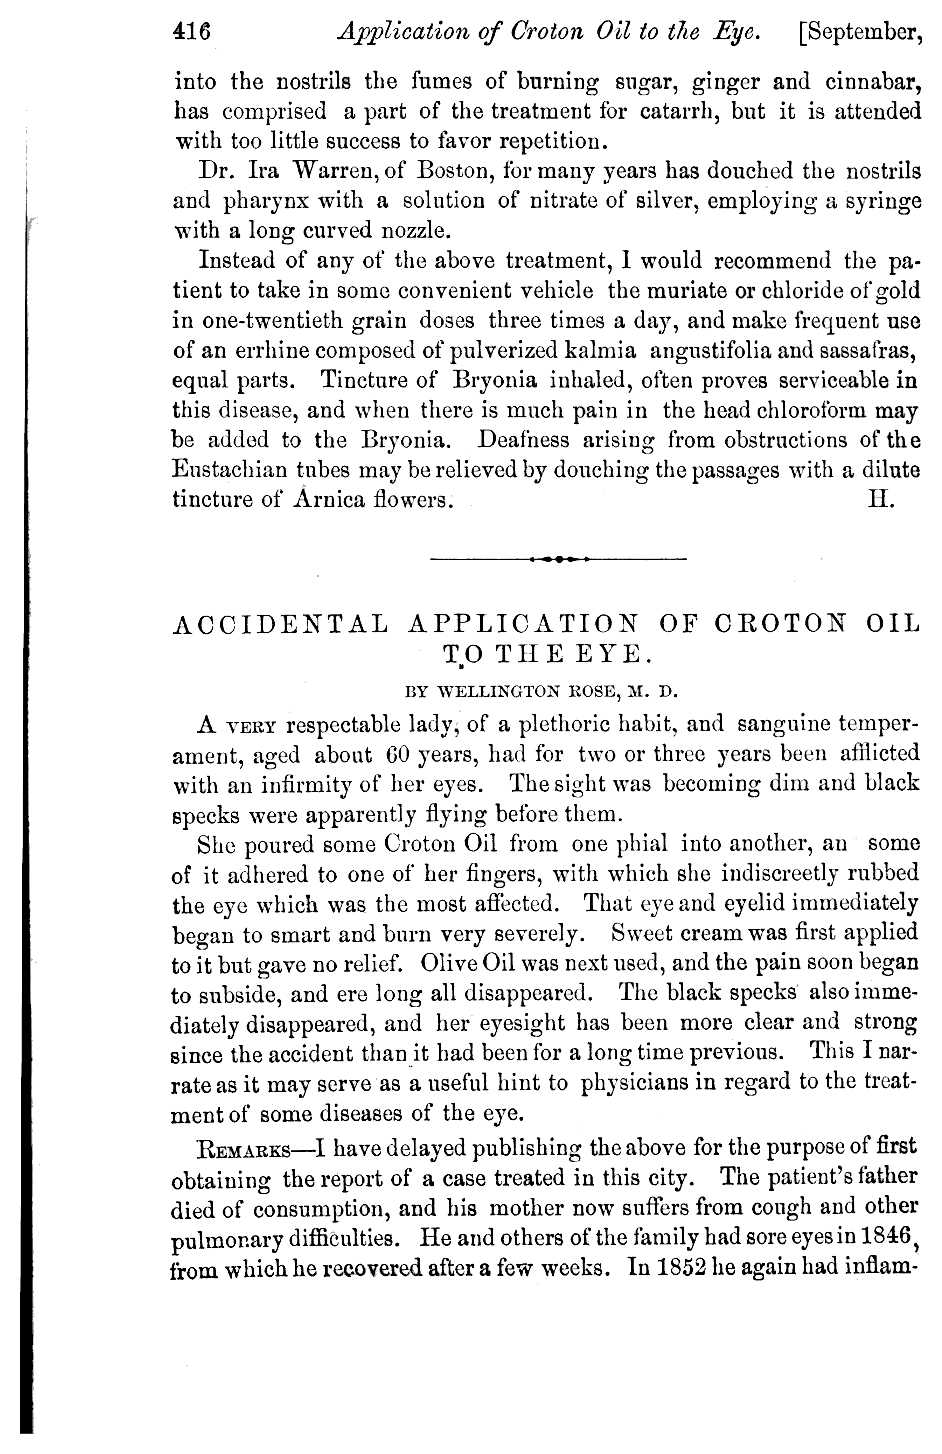 416 Application of Croton Oil to the Eye. [September,
into the nostrils the fumes of burning sugar, ginger and cinnabar,
has comprised a part of the treatment for catarrh, but it is attended
with too little success to favor repetition.
Dr. Ira Warren, of Boston, for many years has douched the nostrils
and pharynx with a solution of nitrate of silver, employing a syringe
with a long curved nozzle.
Instead of any of the above treatment, I would recommend the pa-
tient to take in some convenient vehicle the muriate or chloride of gold
in one-twentieth grain doses three times a day, and make frequent use
of an errhine composed of pulverized kalmia angustifolia and sassafras,
equal parts. Tincture of Bryonia inhaled, often proves serviceable in
this disease, and when there is much pain in the head chloroform may
be added to the Bryonia. Deafness arising from obstructions of the
Eustachian tubes may be relieved by douching the passages with a dilute
tincture of Arnica flowers. H.
ACCIDENTAL APPLICATION OF CROTON OIL
TO THE EYE.
BY WELLINGTON ROSE, M. D.
A VERY respectable lady, of a plethoric habit, and sanguine temper-
ament, aged about 60 years, had for two or three years been afflicted
with an infirmity of her eyes. The sight was becoming dim and black
specks were apparently flying before them.
She poured some Croton Oil from one phial into another, an some
of it adhered to one of her fingers, with which she indiscreetly rubbed
the eye which was the most affected. That eye and eyelid immediately
began to smart and burn very severely. Sweet cream was first applied
to it but gave no relief. Olive Oil was next used, and the pain soon began
to subside, and ere long all disappeared. The black specks also imme-
diately disappeared, and her eyesight has been more clear and strong
since the accident than it had been for a long time previous. This I nar-
rate as it may serve as a useful hint to physicians in regard to the treat-
ment of some diseases of the eye.
REMARKS—I have delayed publishing the above for the purpose of first
obtaining the report of a case treated in this city. The patient's father
died of consumption, and his mother now suffers from cough and other
pulmonary difficulties. He and others of the family had sore eyes in 1846,
from which he recovered after a few weeks. In 1852 he again had inflam-